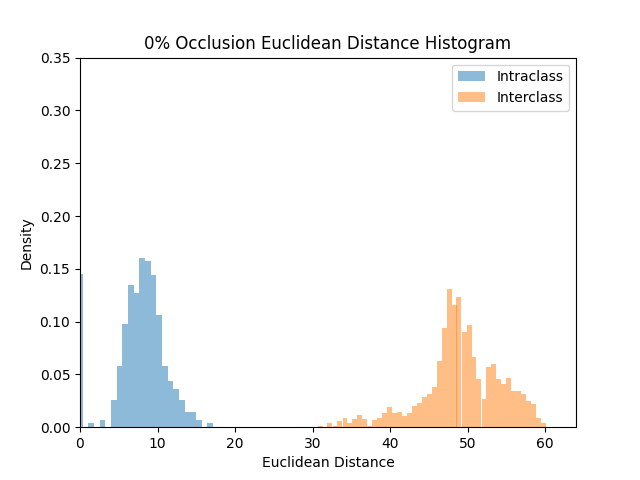 0% Occlusion Euclidean Distance Histogram
Intraclass
Interclass
0.35
0.30
0.25
0.20
0.15
0.10
0.05
0.00
Density
0 10 20 30 40 50 60
Euclidean Distance